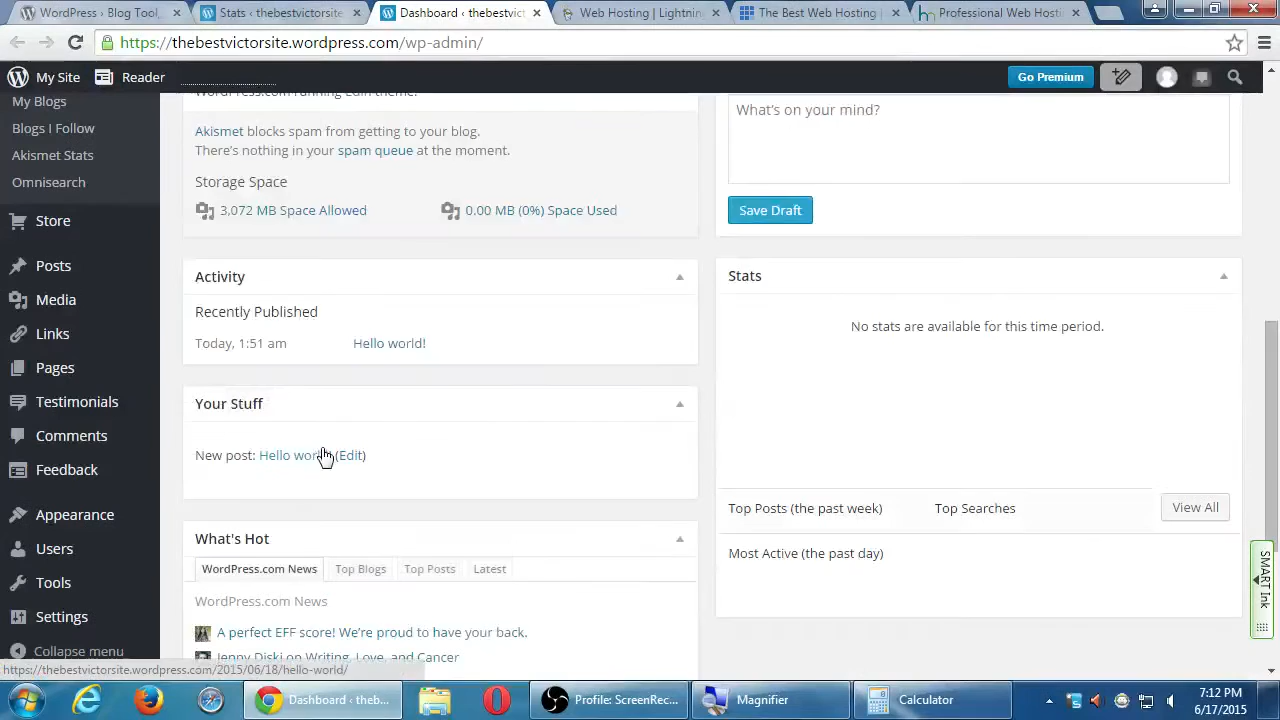 WordPress › Blog Tool,
Stats ‹ thebestvictorsite
Dashboard ‹ thebestvict
Web Hosting | Lightnin
The Best Web Hosting
Professional Web Hosti
https://thebestvictorsite.wordpress.com/wp-admin/
My Site
Reader
Go Premium
My Blogs
Blogs I Follow
Akismet Stats
Omnisearch
Store
Posts
Media
Links
Pages
Testimonials
Comments
Feedback
Appearance
Users
Tools
Settings
Collapse menu
WordPress.com running Edin theme.
Akismet blocks spam from getting to your blog.
There's nothing in your spam queue at the moment.
Storage Space
3,072 MB Space Allowed
0.00 MB (0%) Space Used
Activity
Recently Published
Today, 1:51 am Hello world!
Your Stuff
New post: Hello world! (Edit)
What's Hot
WordPress.com News Top Blogs Top Posts Latest
WordPress.com News
A perfect EFF score! We're proud to have your back.
Jenny Diski on Writing, Love, and Cancer
What's on your mind?
Save Draft
Stats
No stats are available for this time period.
Top Posts (the past week)
Top Searches
View All
Most Active (the past day)
SMART Ink
https://thebestvictorsite.wordpress.com/2015/06/18/hello-world/
Dashboard ‹ theb...
Profile: ScreenRec...
Magnifier
Calculator
7:12 PM
6/17/2015